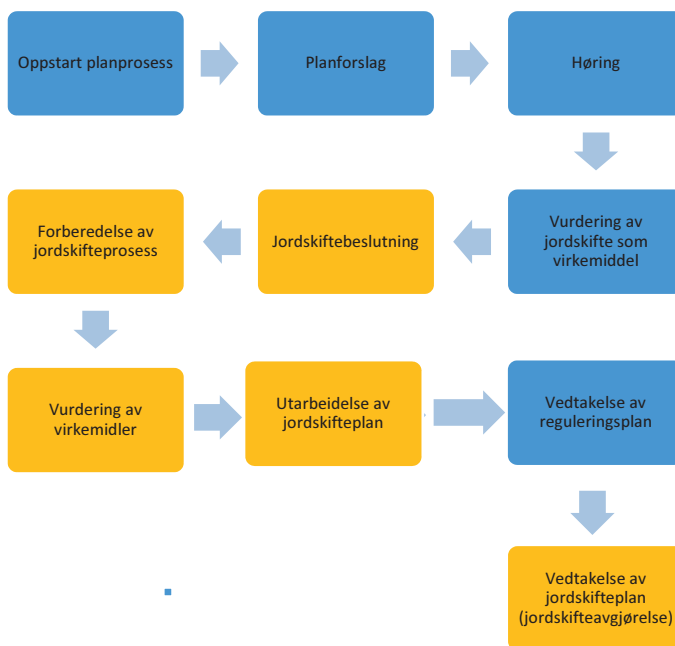 Oppstart planprosess
Planforslag
Høring
Vurdering av
jordskifte som
virkemiddel
Jordskiftebeslutning
Forberedelse av
jordskifteprosess
Vurdering av
virkemidler
Utarbeidelse av
jordskifteplan
Vedtakelse av
reguleringsplan
Vedtakelse av
jordskifteplan
(jordskifteavgjørelse)